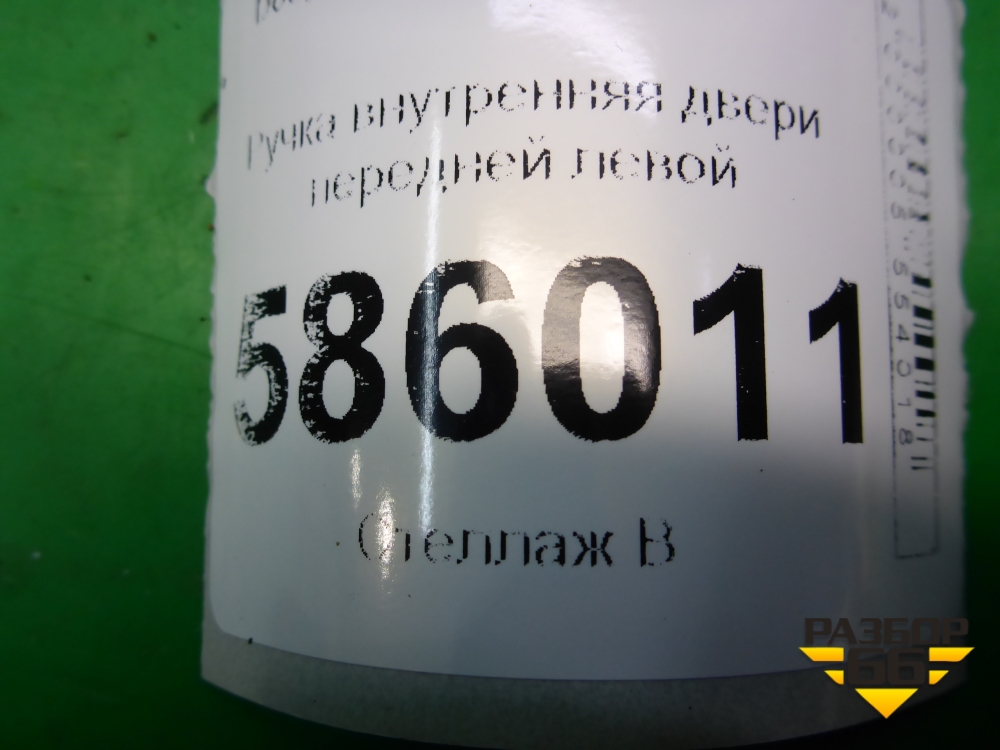 Ручка внутренняя двери
передней левой
586011
Стеллаж В
РАЗБОР
66